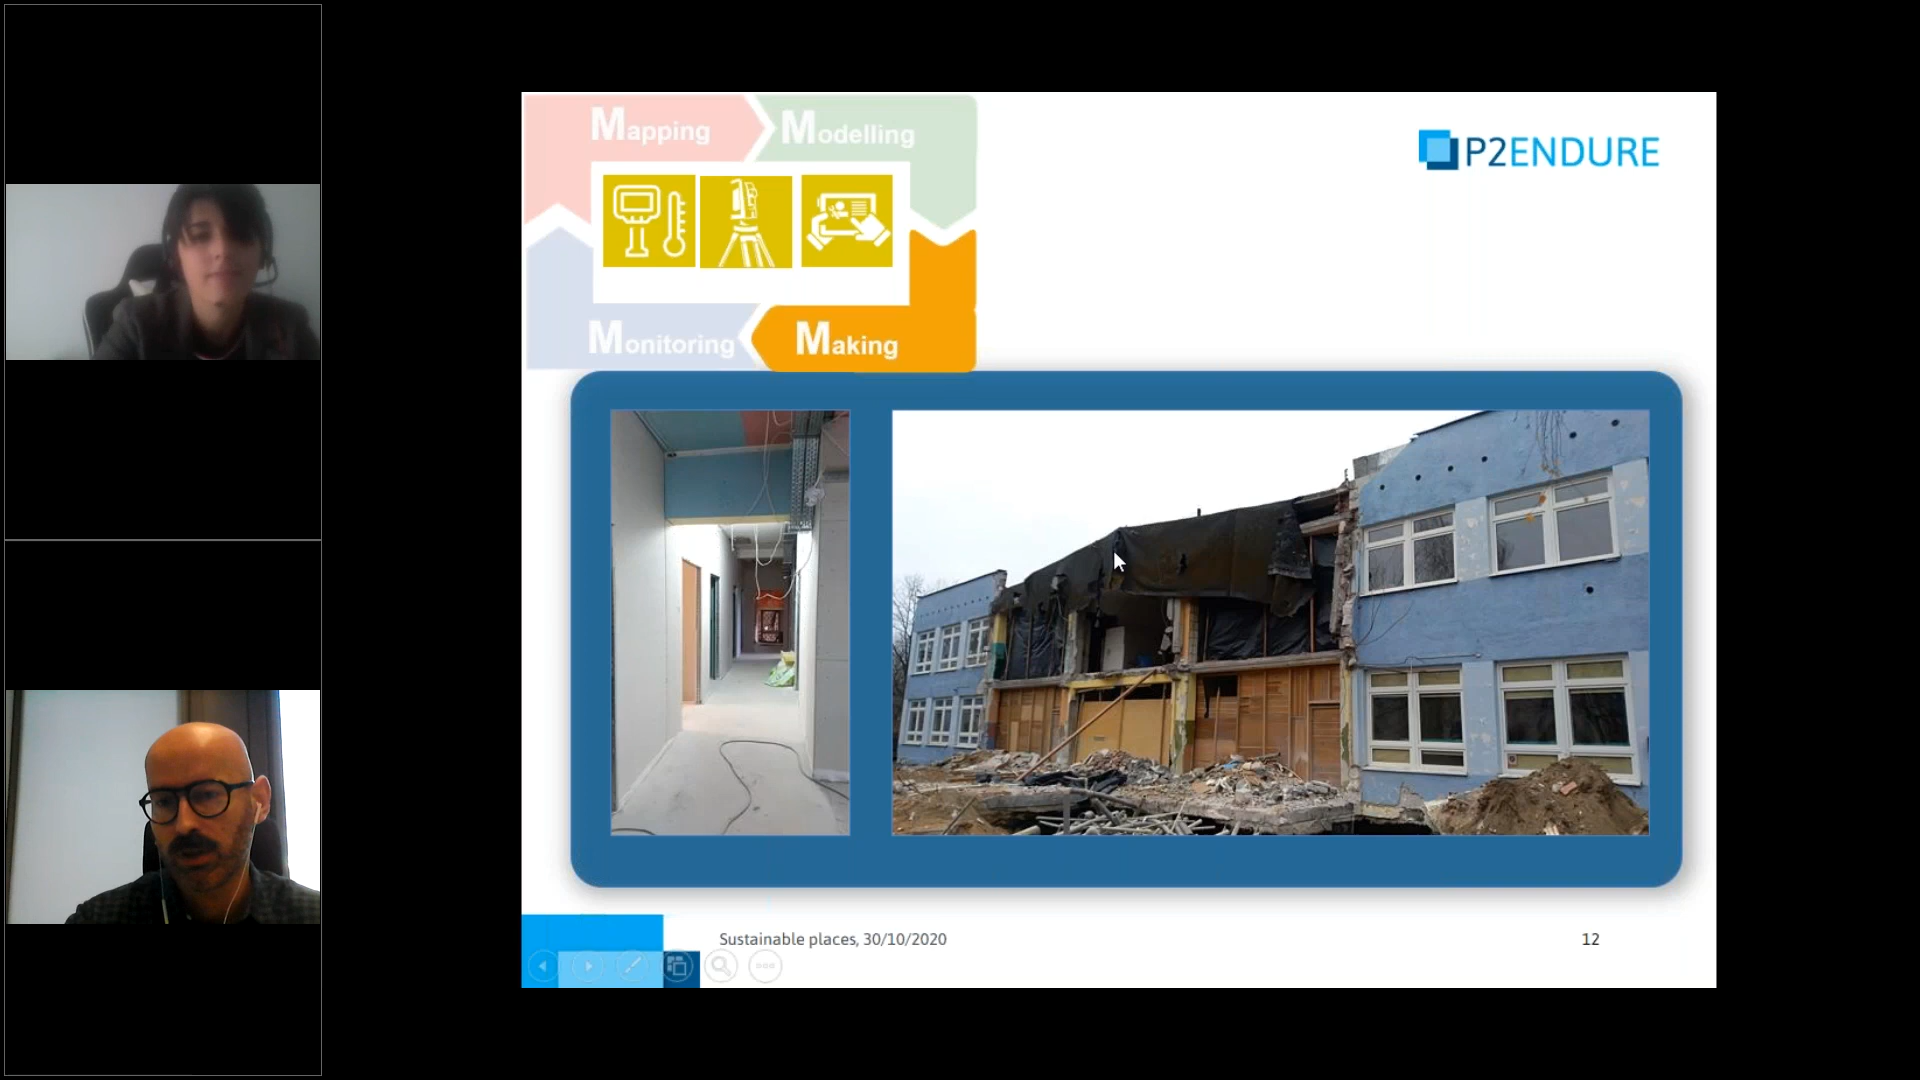 Mapping
Modelling
P2ENDURE
Monitoring
Making
Sustainable places, 30/10/2020
12